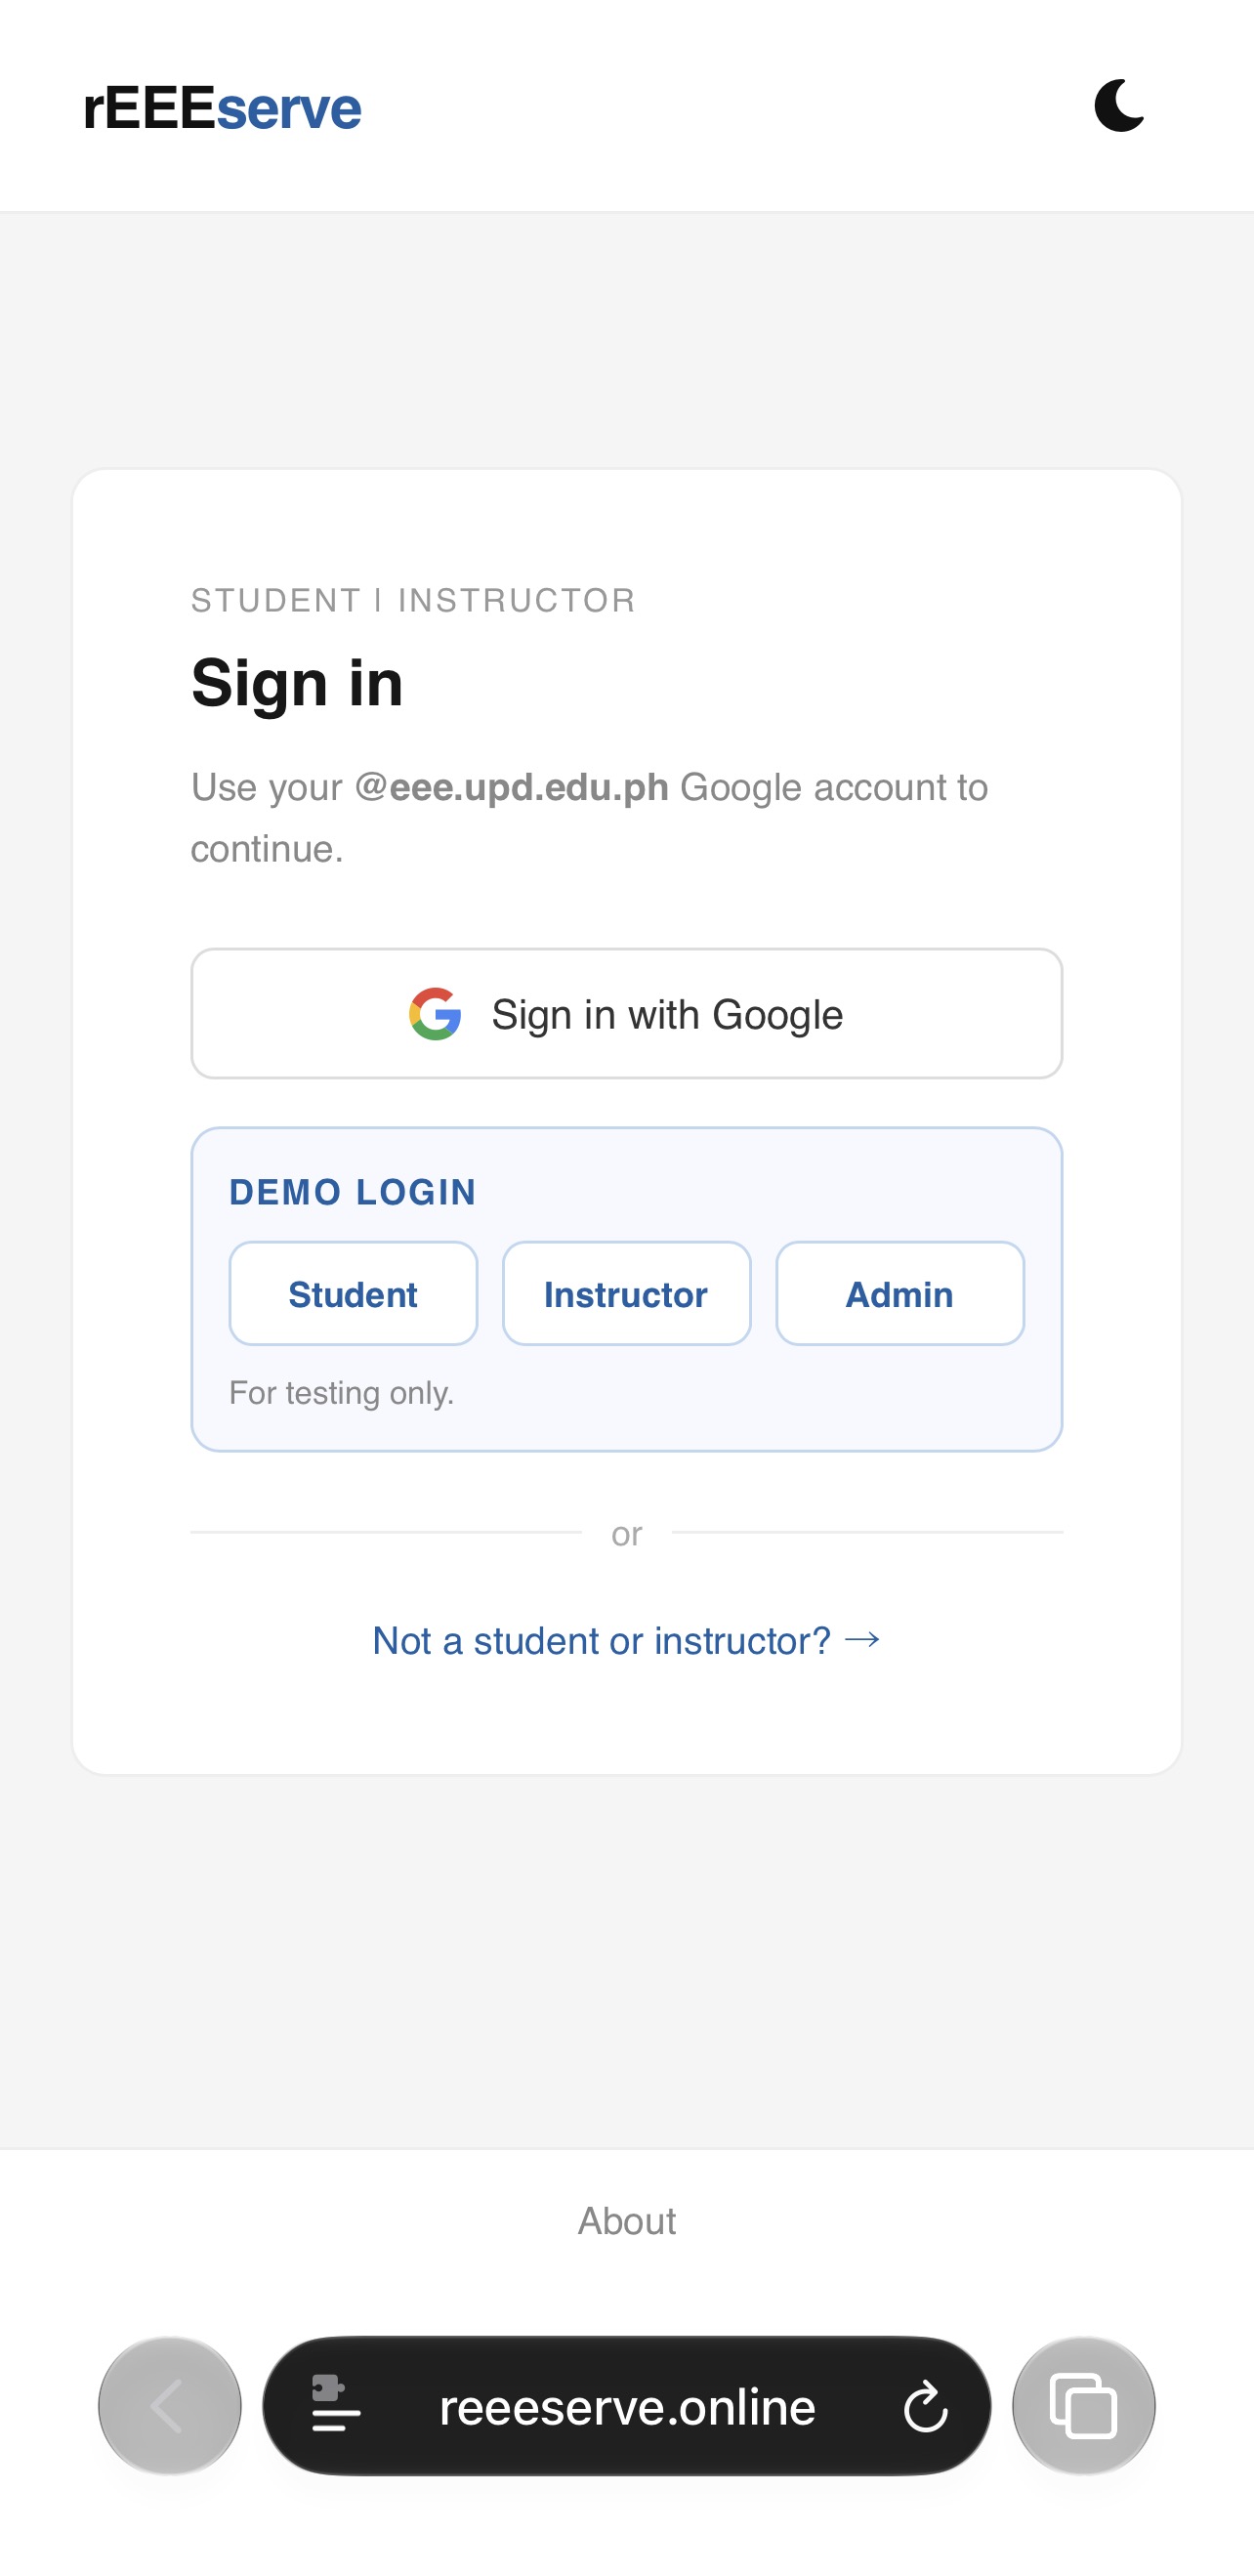 rEEEserve
STUDENT | INSTRUCTOR
Sign in
Use your @eee.upd.edu.ph Google account to
continue.
Sign in with Google
DEMO LOGIN
Student Instructor Admin
For testing only.
or
Not a student or instructor? →
About
reeeserve.online